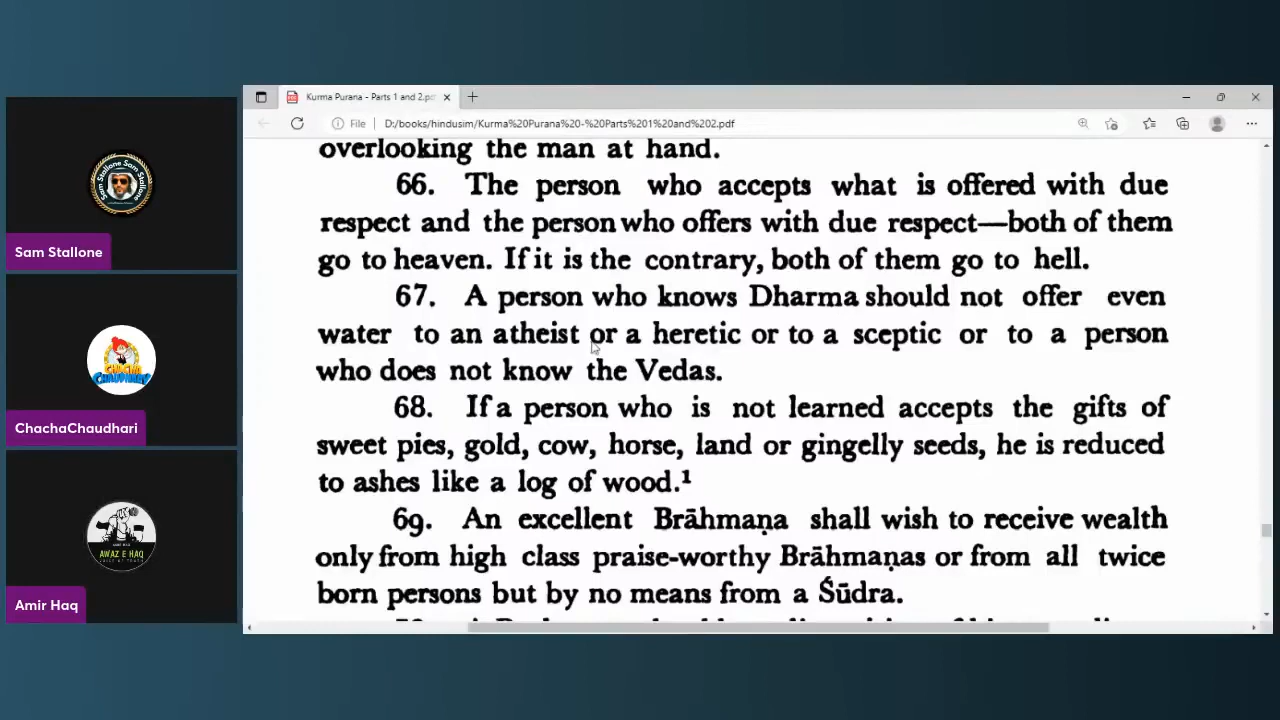 Kurma Purana - Parts 1 and 2.pdf
File | D:/books/hindusim/Kurma%20Purana%20-%20Parts%201%20and%202.pdf
overlooking the man at hand.
66. The person who accepts what is offered with due
respect and the person who offers with due respect—both of them
go to heaven. If it is the contrary, both of them go to hell.
67. A person who knows Dharma should not offer even
water to an atheist or a heretic or to a sceptic or to a person
who does not know the Vedas.
68. If a person who is not learned accepts the gifts of
sweet pies, gold, cow, horse, land or gingelly seeds, he is reduced
to ashes like a log of wood.¹
69. An excellent Brāhmaṇa shall wish to receive wealth
only from high class praise-worthy Brāhmaṇas or from all twice
born persons but by no means from a Śūdra.
Sam Stallone
CHACHA
CHAUDHARY
ChachaChaudhari
AWAZ E HAQ
Amir Haq